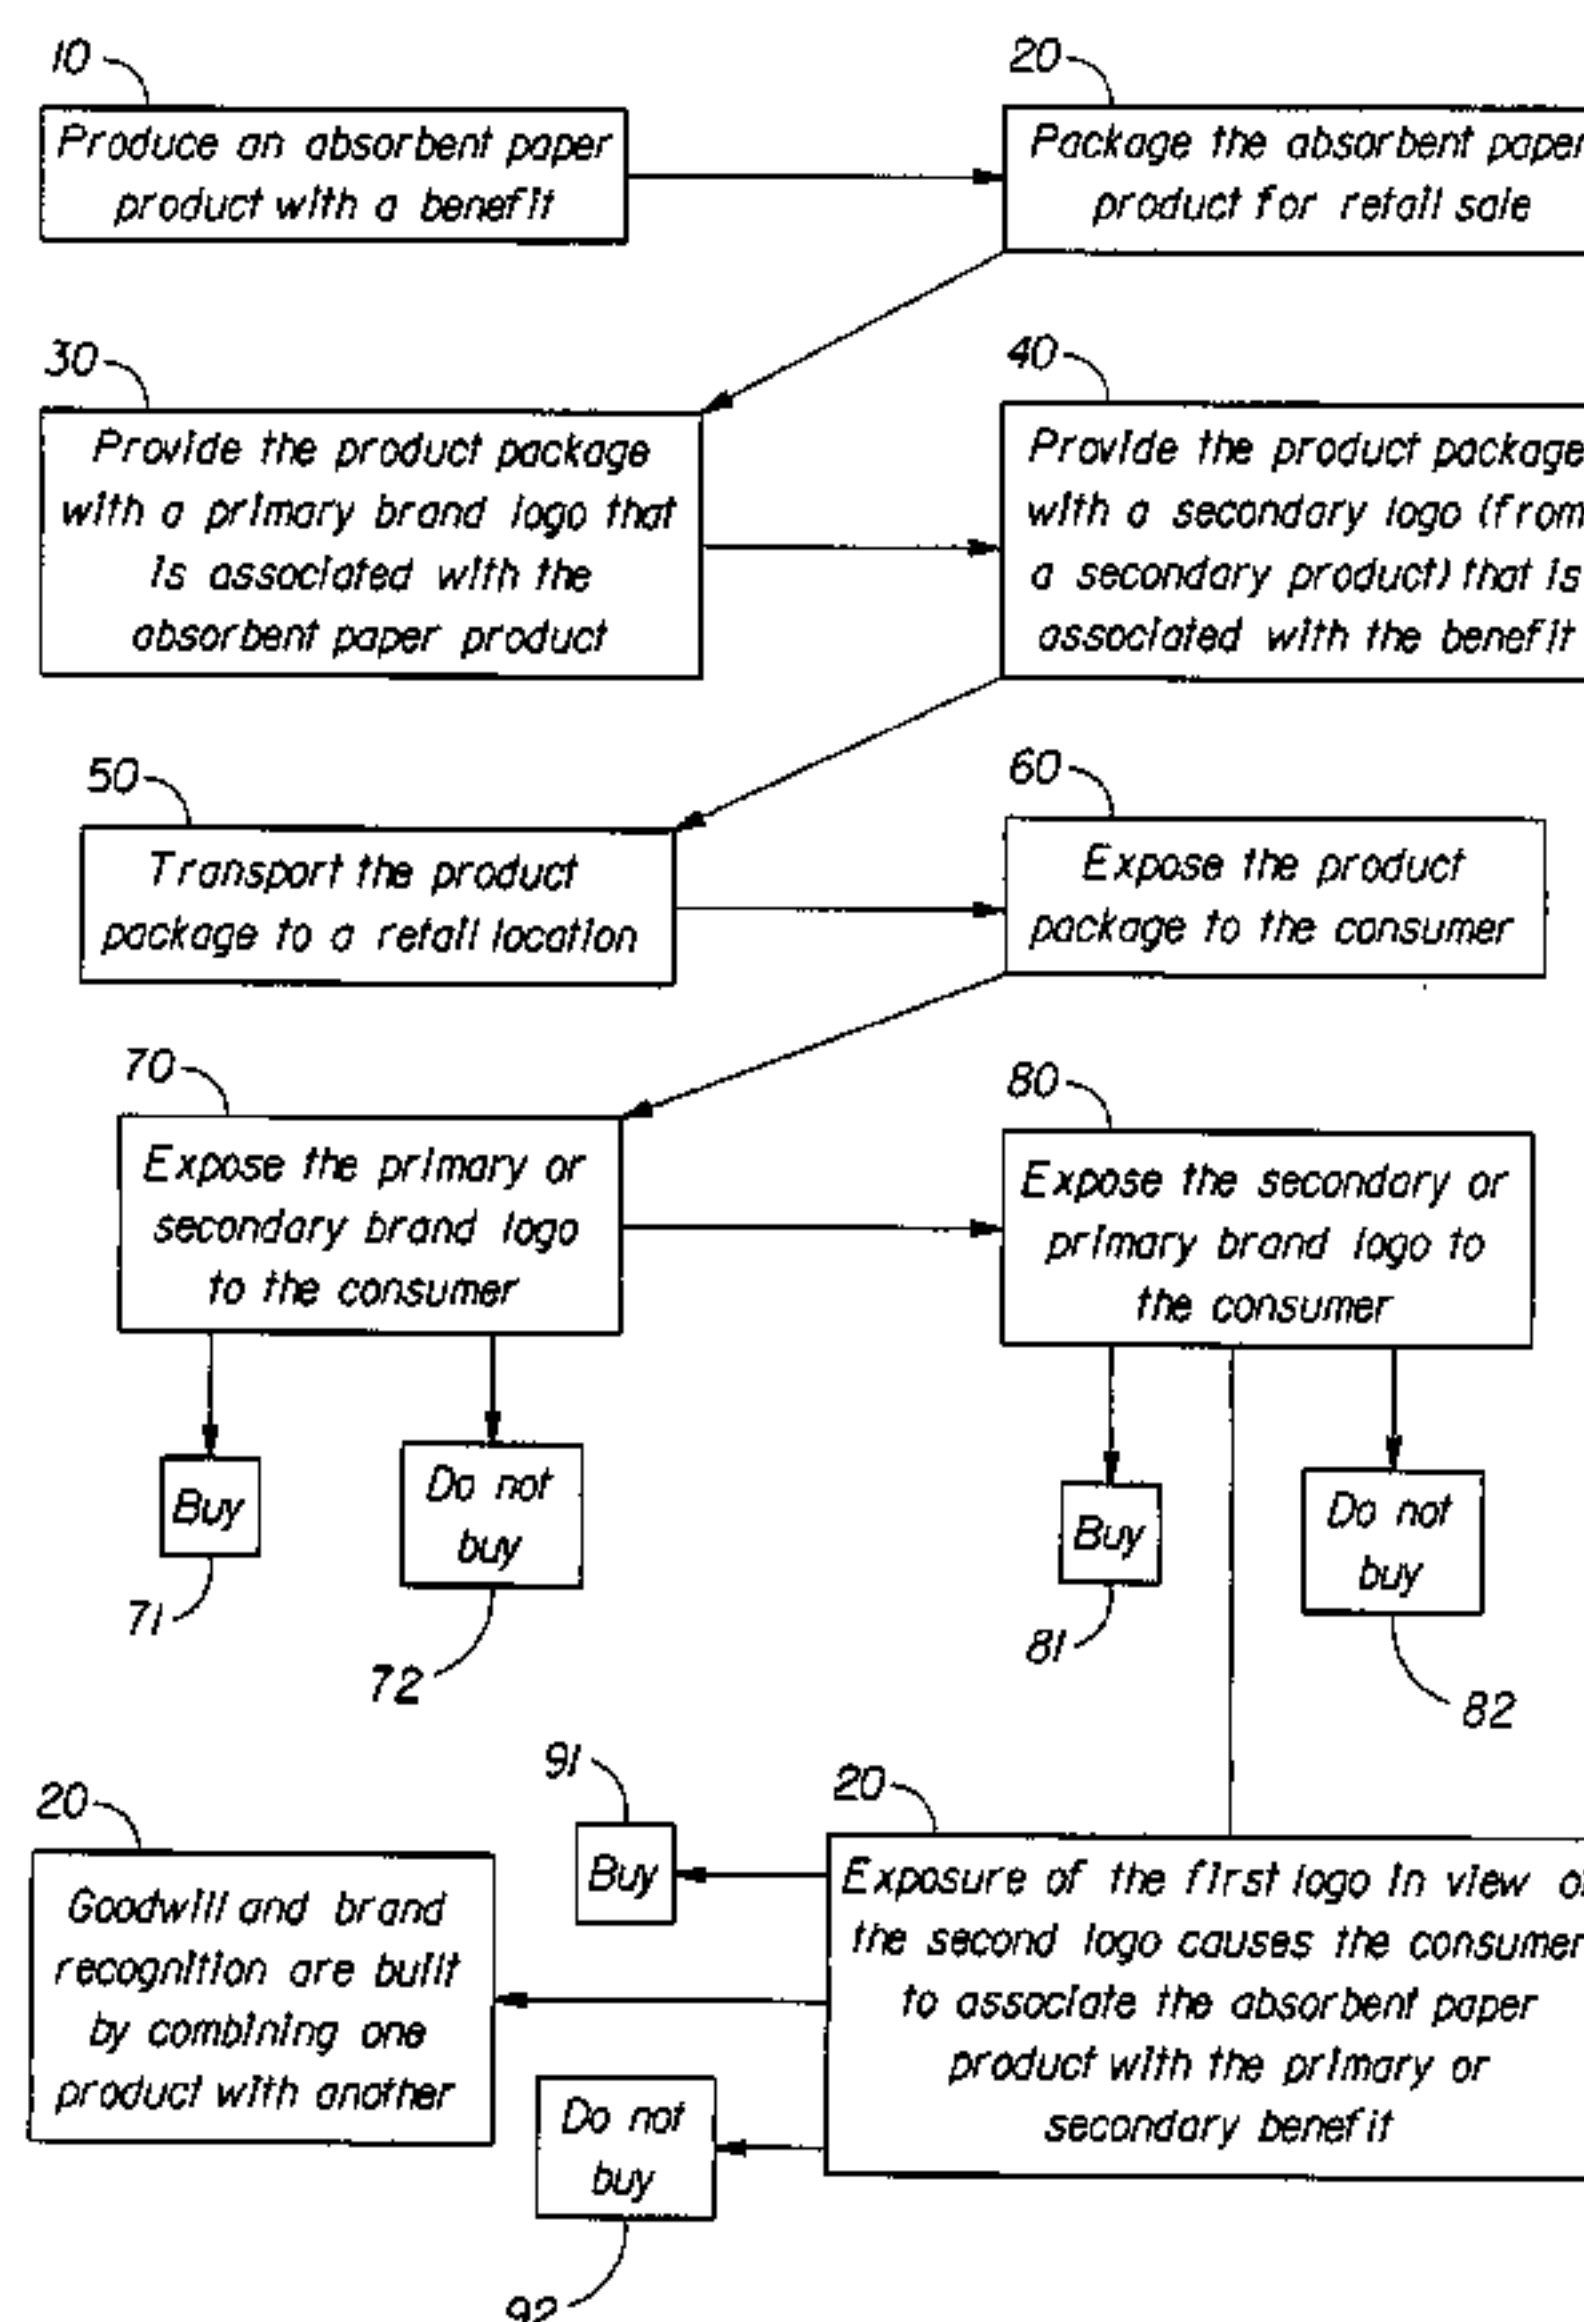 10
Produce an absorbent paper
product with a benefit
20
Package the absorbent paper
product for retail sale
30
Provide the product package
with a primary brand logo that
is associated with the
absorbent paper product
40
Provide the product package
with a secondary logo (from
a secondary product) that is
associated with the benefit
50
Transport the product
package to a retail location
60
Expose the product
package to the consumer
70
Expose the primary or
secondary brand logo
to the consumer
80
Expose the secondary or
primary brand logo to
the consumer
Buy
71
Do not
buy
72
Buy
81
Do not
buy
82
91
Buy
20
Exposure of the first logo in view of
the second logo causes the consumer
to associate the absorbent paper
product with the primary or
secondary benefit
20
Goodwill and brand
recognition are built
by combining one
product with another
Do not
buy
92